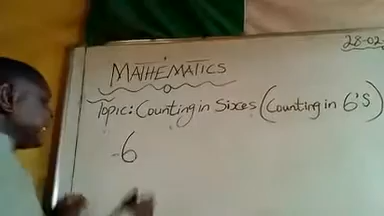 28-02
MATHEMATICS
Topic: Counting in Sixes (Counting in 6's)
6